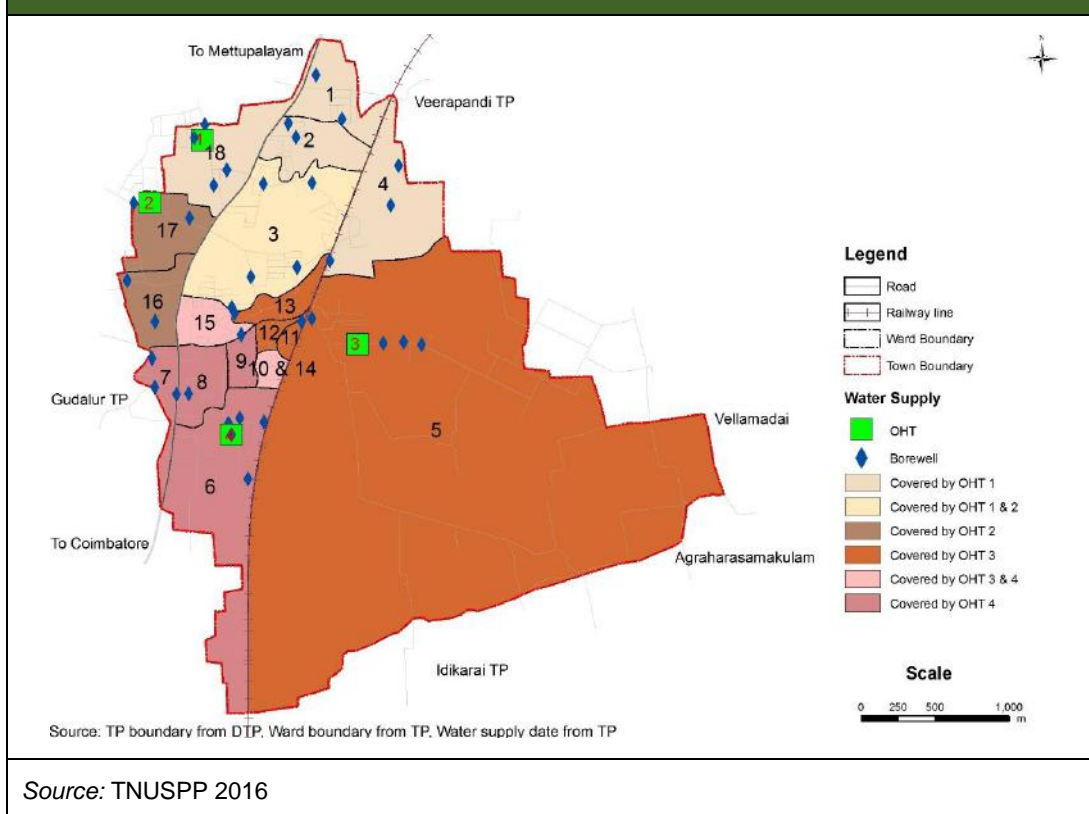 To Mettupalayam
N
1
Veerapandi TP
1
18
2
4
2
17
3
16
15
13
12
11
3
9
10 & 14
7
8
Gudalur TP
4
5
Vellamadai
6
To Coimbatore
Agraharasamakulam
Idikarai TP
Legend
Road
Railway line
Ward Boundary
Town Boundary
Water Supply
OHT
Borewell
Covered by OHT 1
Covered by OHT 1 & 2
Covered by OHT 2
Covered by OHT 3
Covered by OHT 3 & 4
Covered by OHT 4
Scale
0 250 500 1,000
m
Source: TP boundary from DTP, Ward boundary from TP, Water supply date from TP
Source: TNUSPP 2016